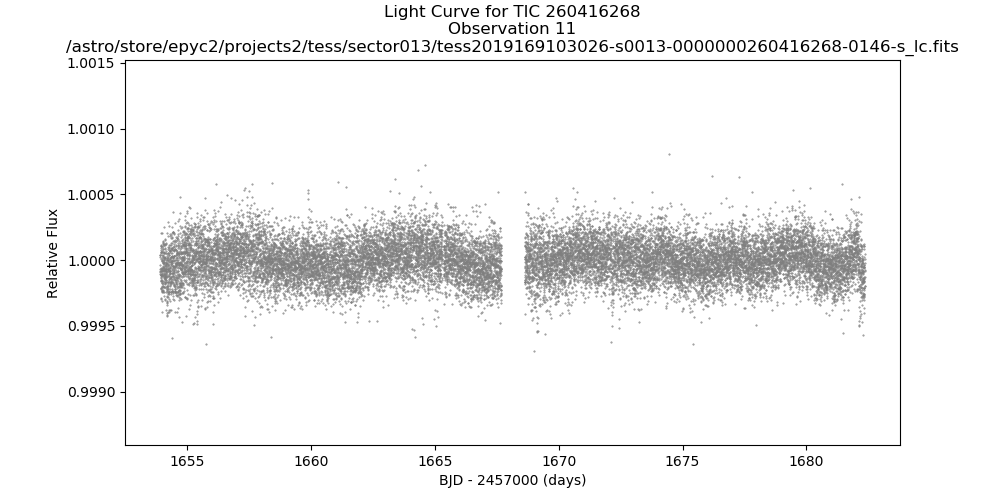 Light Curve for TIC 260416268
Observation 11
/astro/store/epyc2/projects2/tess/sector013/tess2019169103026-s0013-0000000260416268-0146-s_lc.fits
1.0015
1.0010
1.0005
1.0000
0.9995
0.9990
Relative Flux
1655 1660 1665 1670 1675 1680
BJD - 2457000 (days)